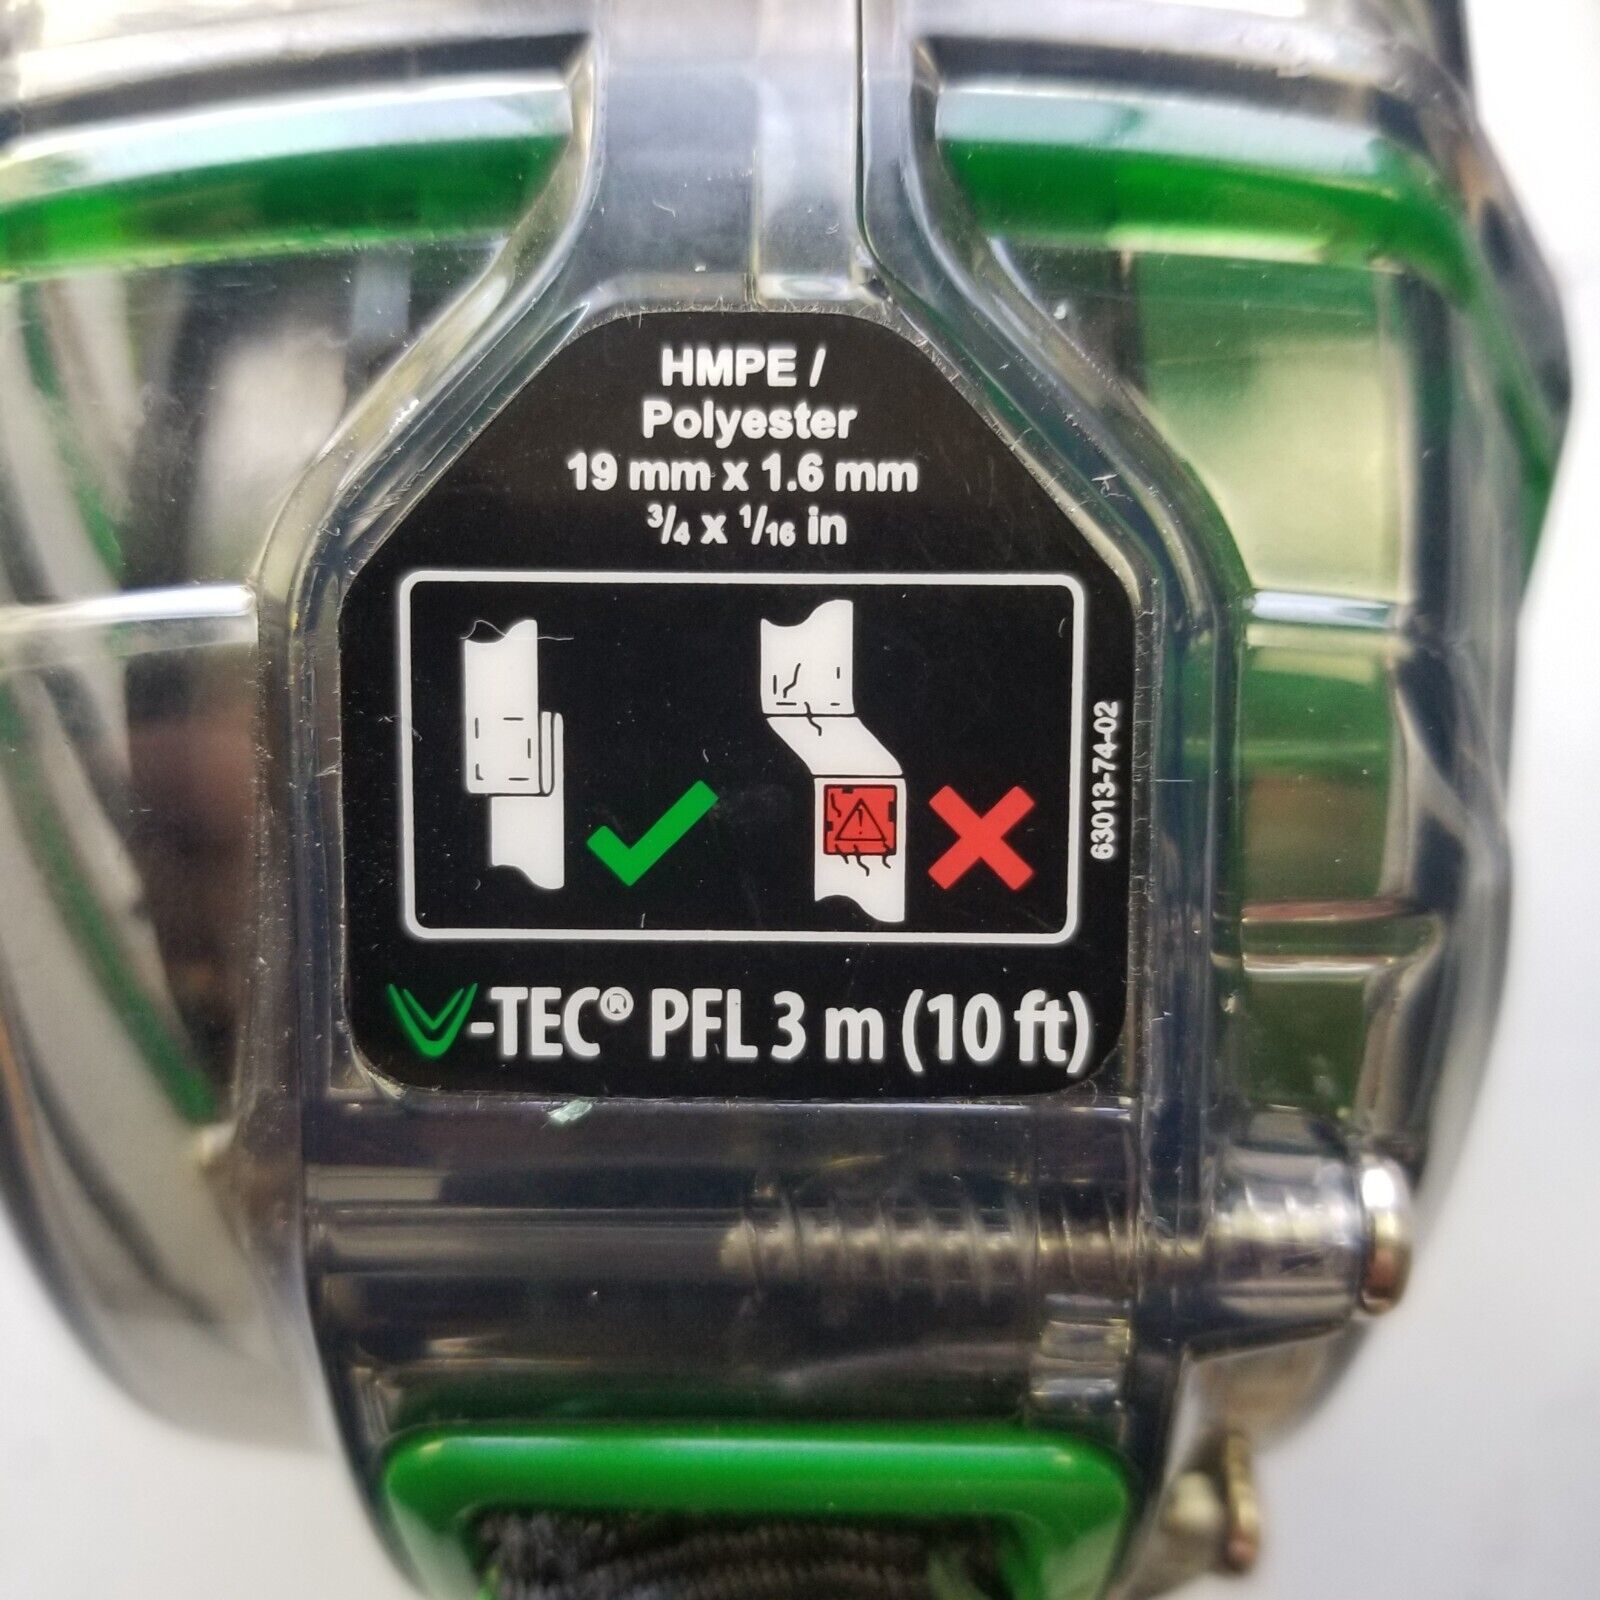 HMPE /
Polyester
19 mm x 1.6 mm
3/4 x 1/16 in
63013-74-02
V-TEC® PFL 3 m (10 ft)